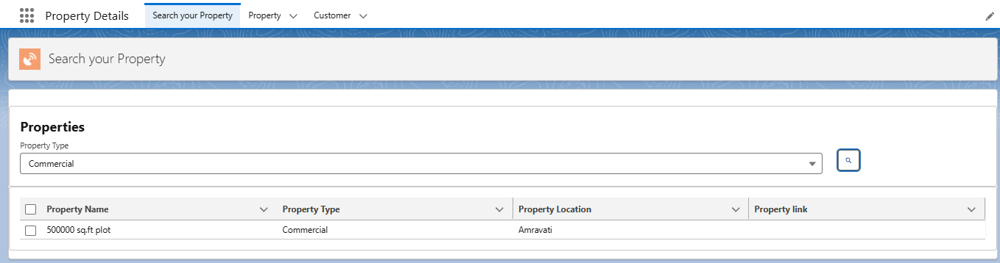 Property Details Search your Property Property Customer
Search your Property
Properties
Property Type
Commercial
Property Name Property Type Property Location Property link
500000 sq.ft plot Commercial Amravati